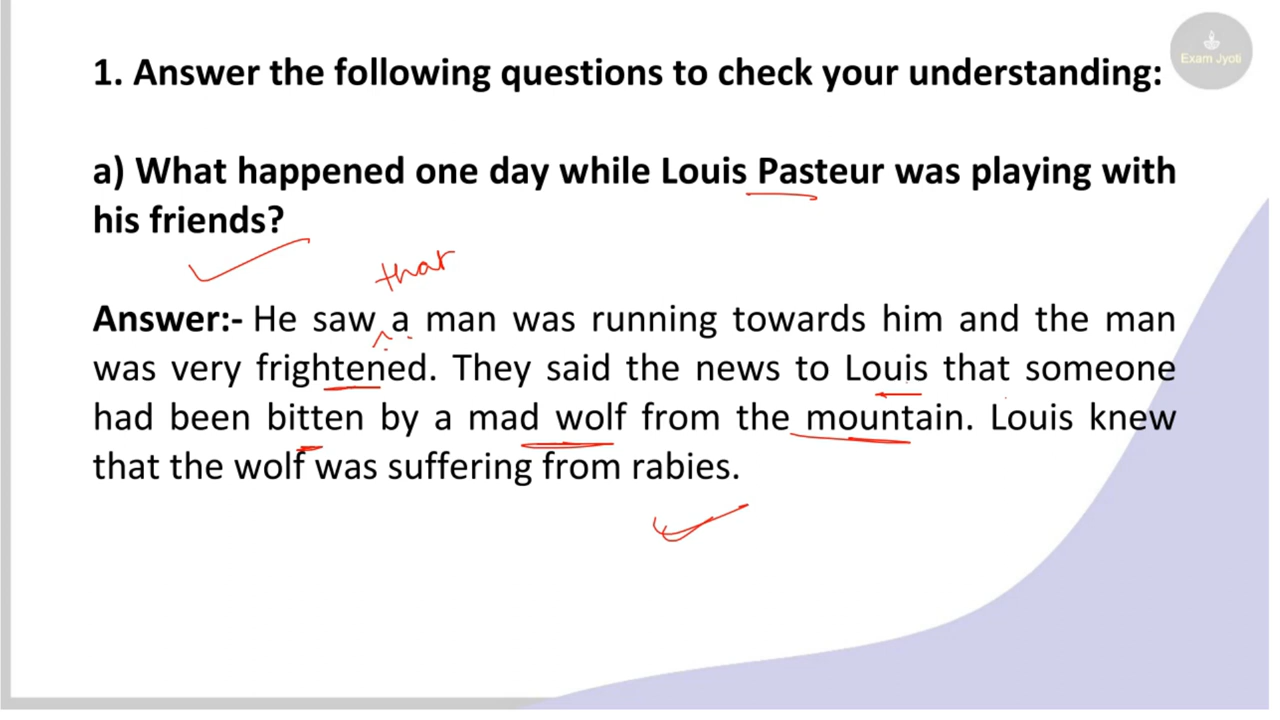 Exam Jyoti
1. Answer the following questions to check your understanding:
a) What happened one day while Louis Pasteur was playing with
his friends?
that
Answer:- He saw a man was running towards him and the man
was very frightened. They said the news to Louis that someone
had been bitten by a mad wolf from the mountain. Louis knew
that the wolf was suffering from rabies.